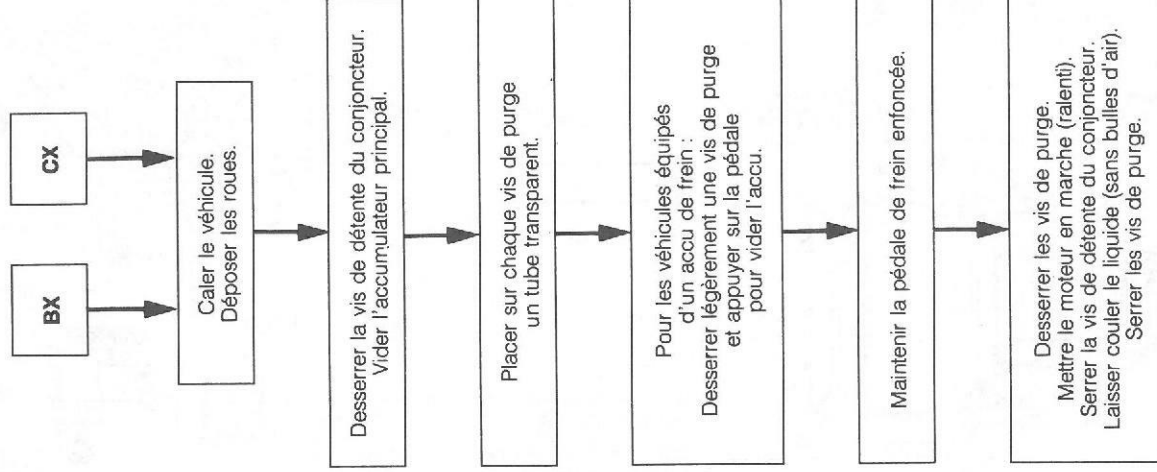 BX
CX
Caler le véhicule.
Déposer les roues.
Desserrer la vis de détente du conjoncteur.
Vider l'accumulateur principal.
Placer sur chaque vis de purge
un tube transparent.
Pour les véhicules équipés
d'un accu de frein :
Desserrer légèrement une vis de purge
et appuyer sur la pédale
pour vider l'accu.
Maintenir la pédale de frein enfoncée.
Desserrer les vis de purge.
Mettre le moteur en marche (ralenti).
Serrer la vis de détente du conjoncteur.
Laisser couler le liquide (sans bulles d'air).
Serrer les vis de purge.